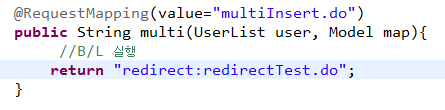 @RequestMapping(value="multiInsert.do")
public String multi(UserList user, Model map){
//B/L 실행
return "redirect:redirectTest.do";
}